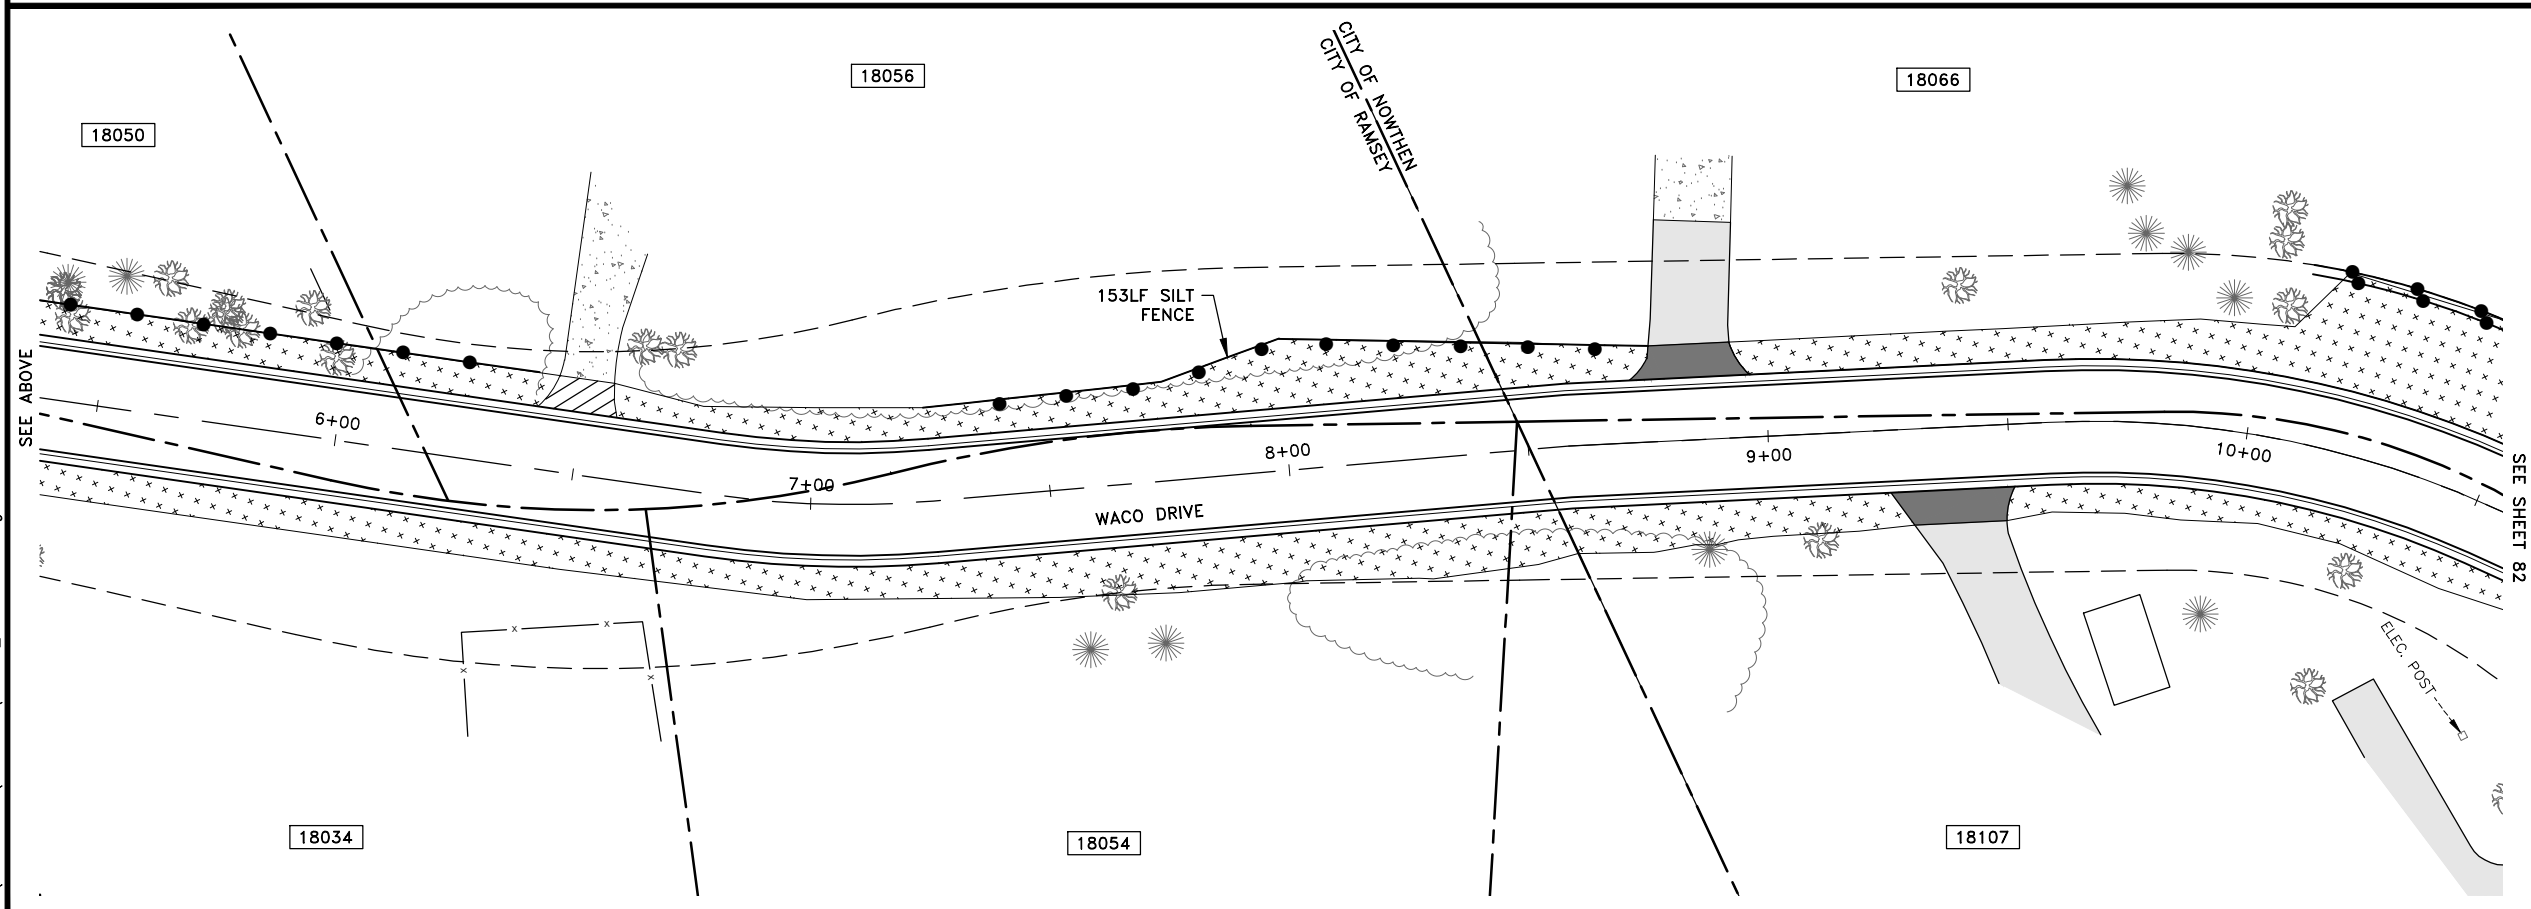 18056
18066
18050
CITY OF NOWTHEN
CITY OF RAMSEY
153LF SILT
FENCE
SEE ABOVE
6+00
7+00
8+00
9+00
10+00
WACO DRIVE
SEE SHEET 82
x x
x x
ELEC. POST
18034
18054
18107